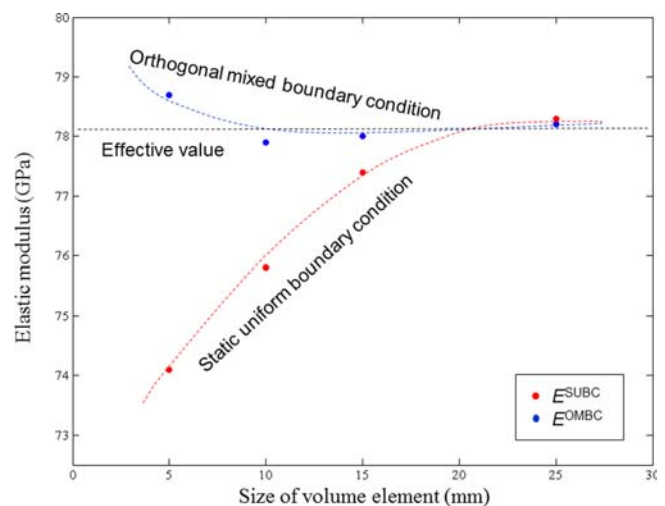 80
79
78
77
76
75
74
73
Elastic modulus (GPa)
Orthogonal mixed boundary condition
Effective value
Static uniform boundary condition
E^SUBC
E^OMBC
0 5 10 15 20 25 30
Size of volume element (mm)